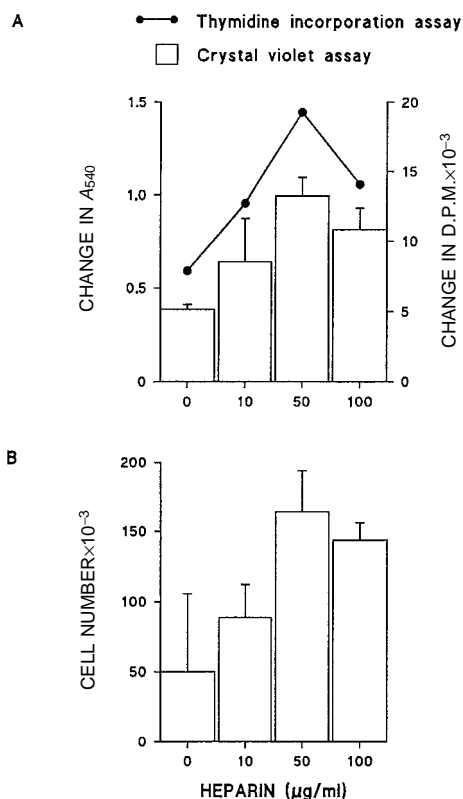 A
Thymidine incorporation assay
Crystal violet assay
CHANGE IN A540
1.5
1.0
0.5
0
20
15
10
5
0
CHANGE IN D.P.M.×10⁻³
0 10 50 100
B
CELL NUMBER×10⁻³
200
150
100
50
0
0 10 50 100
HEPARIN (µg/ml)